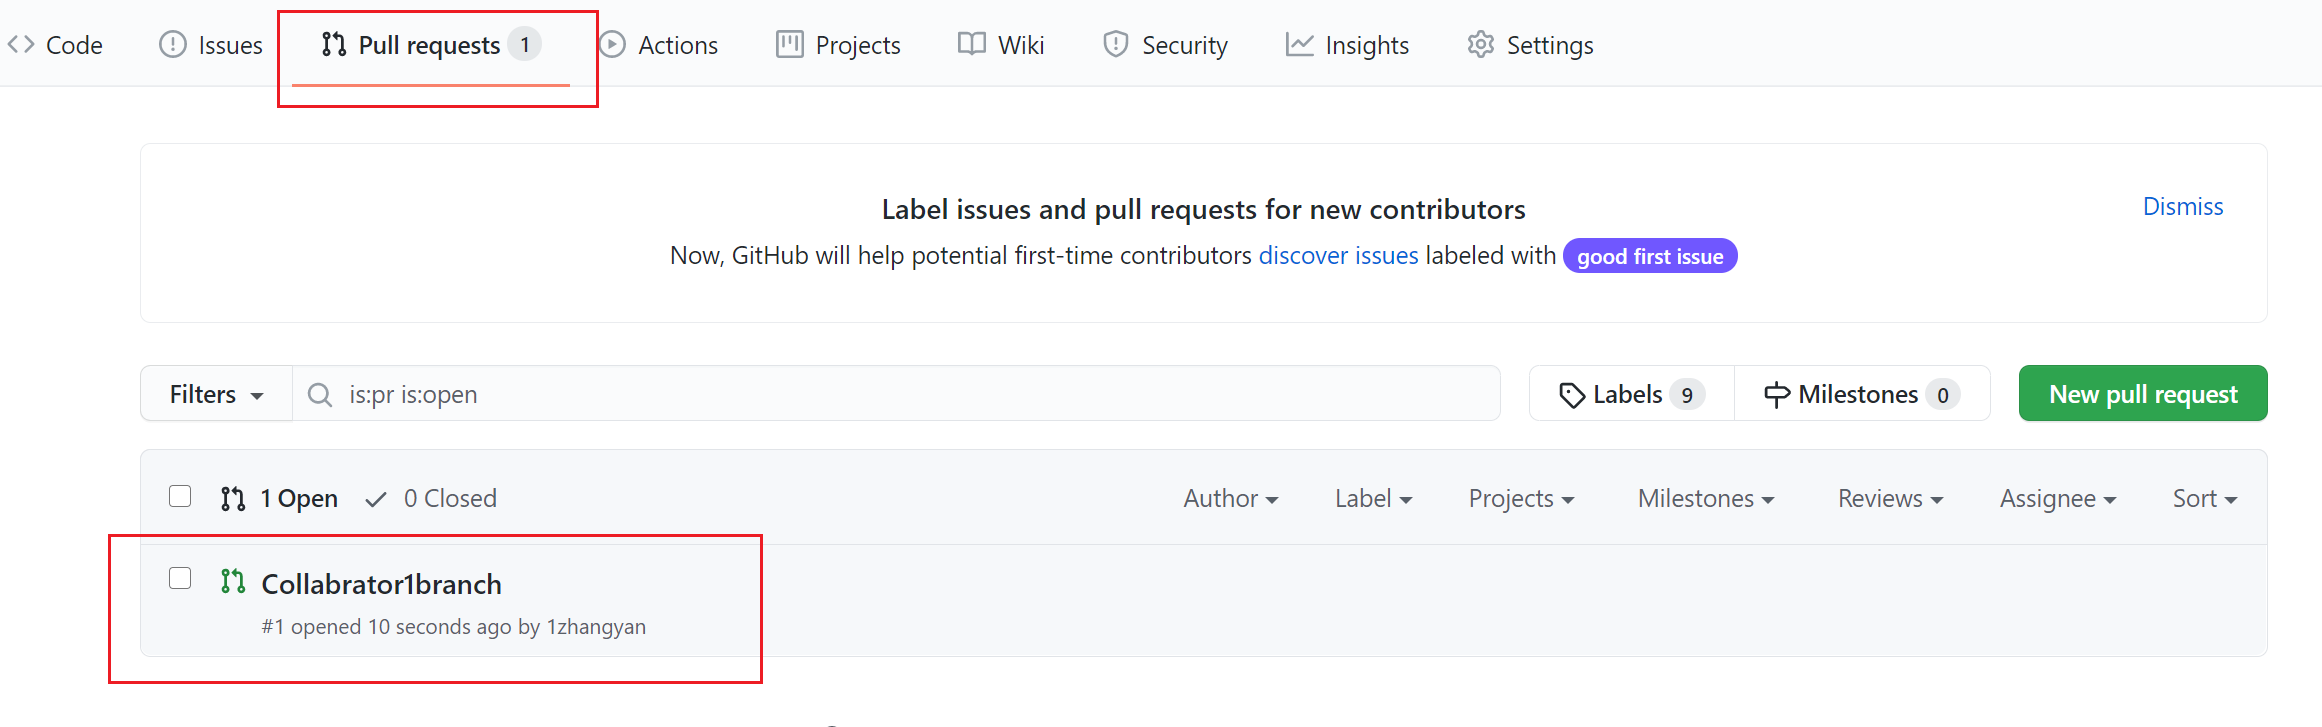 Code Issues Pull requests 1 Actions Projects Wiki Security Insights Settings
Label issues and pull requests for new contributors
Dismiss
Now, GitHub will help potential first-time contributors discover issues labeled with good first issue
Filters is:pr is:open Labels 9 Milestones 0 New pull request
1 Open 0 Closed Author Label Projects Milestones Reviews Assignee Sort
Collabrator1branch
#1 opened 10 seconds ago by 1zhangyan